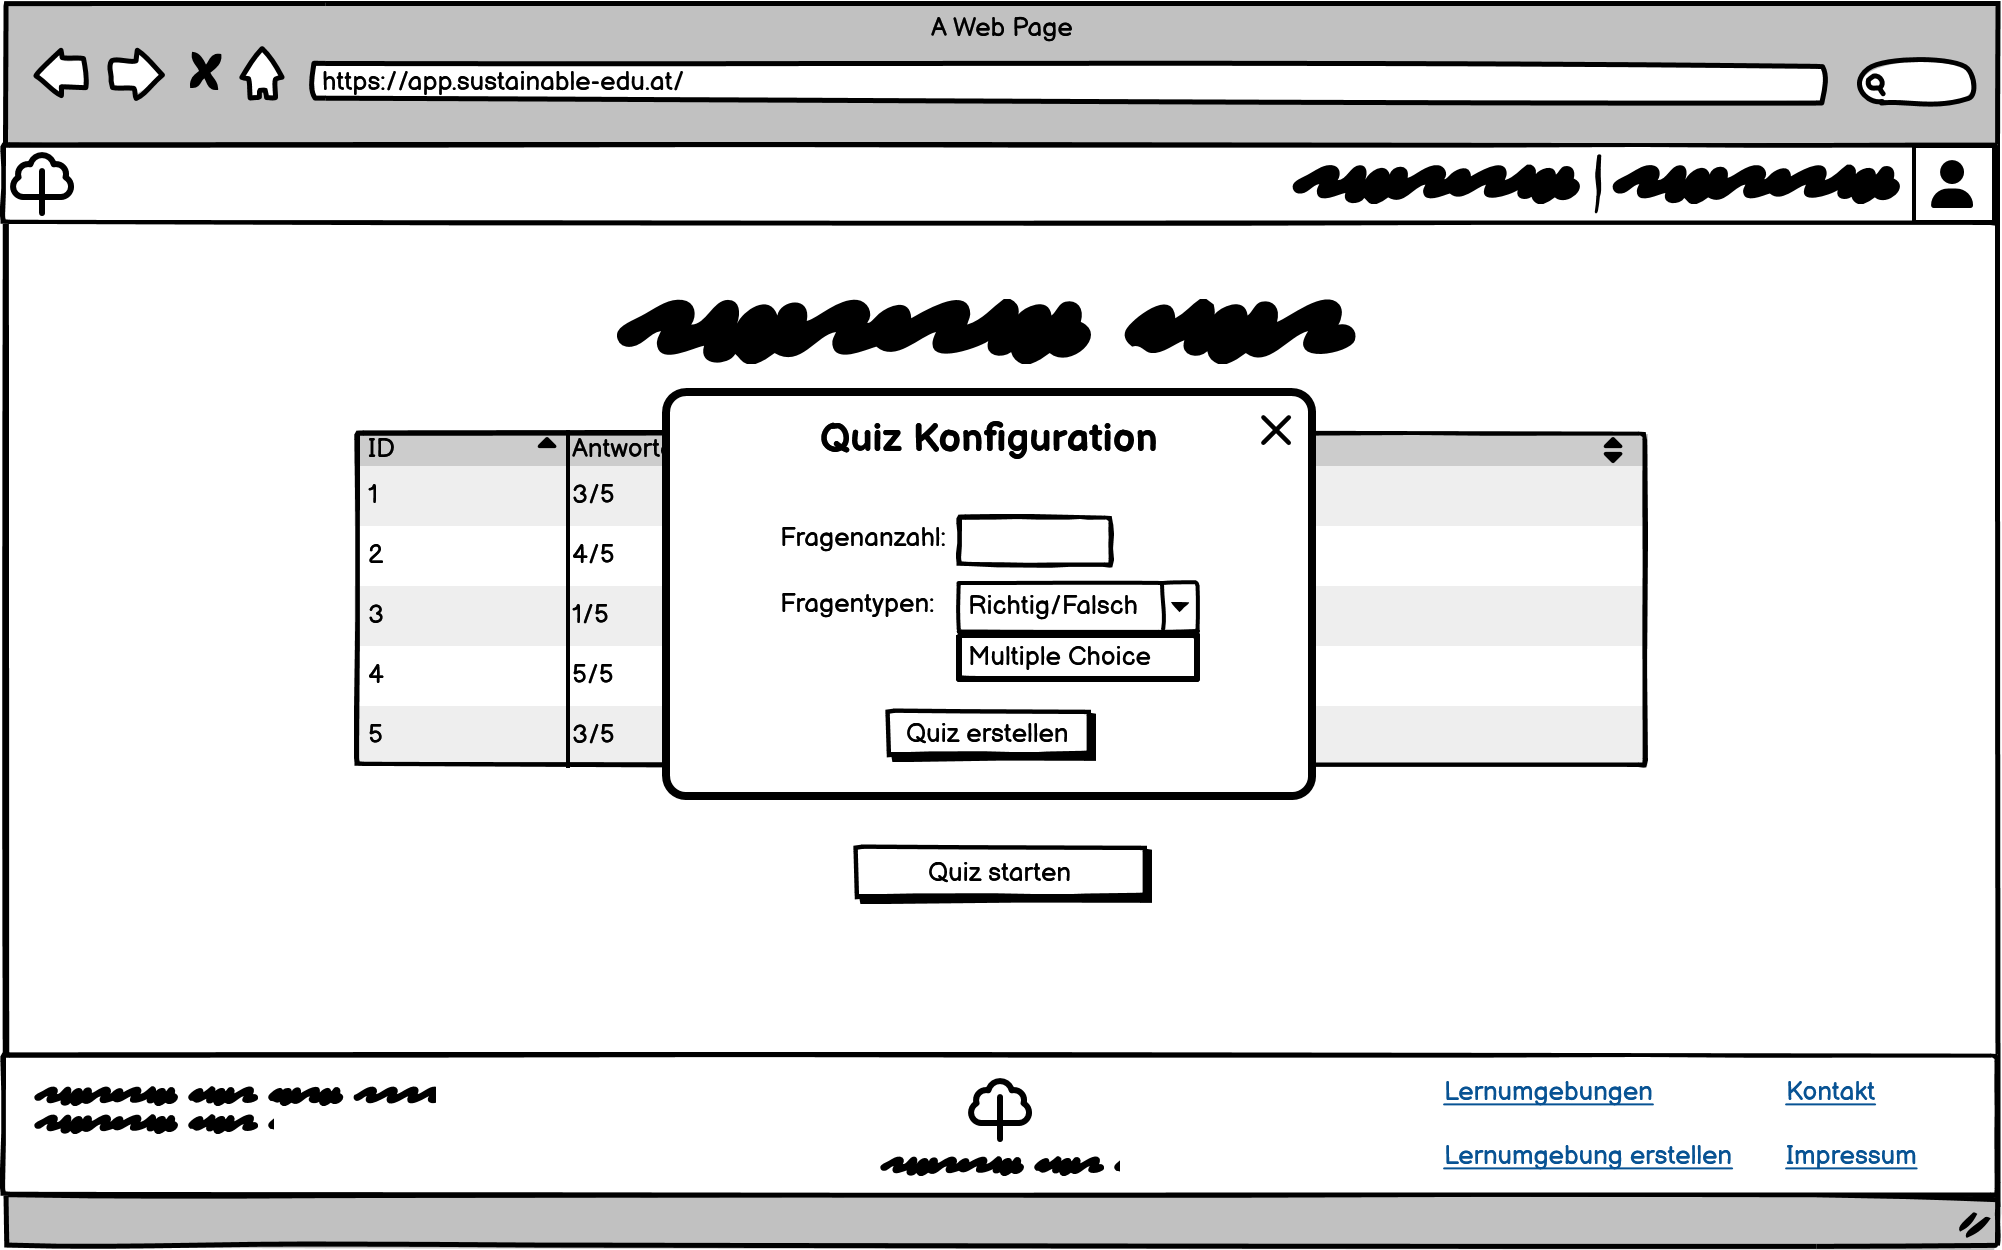 A Web Page
https://app.sustainable-edu.at/
Quiz Konfiguration
ID
1 3/5
2 4/5
3 1/5
4 5/5
5 3/5
Fragenanzahl:
Fragentypen: Richtig/Falsch
Multiple Choice
Quiz erstellen
Quiz starten
Lernumgebungen Kontakt
Lernumgebung erstellen Impressum